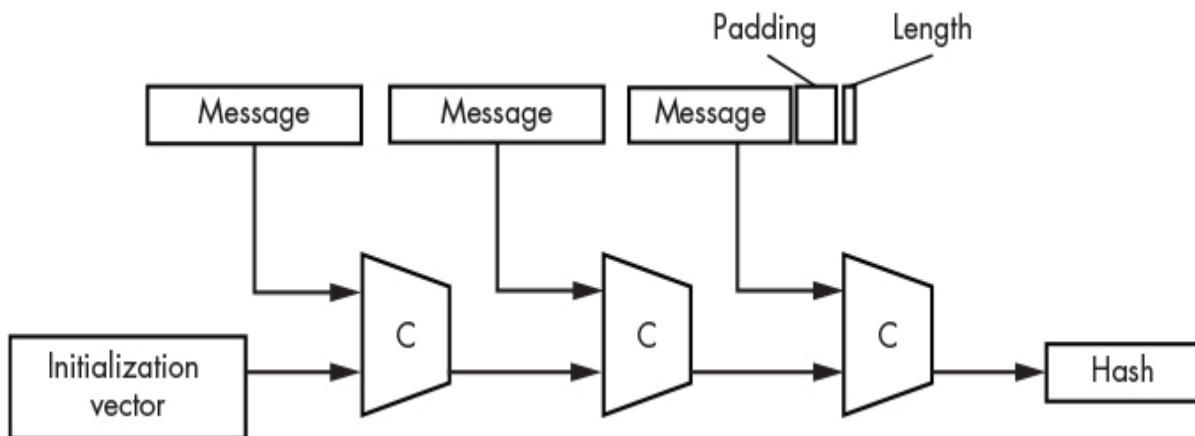 Padding
Length
Message
Message
Message
C
C
C
Initialization
vector
Hash